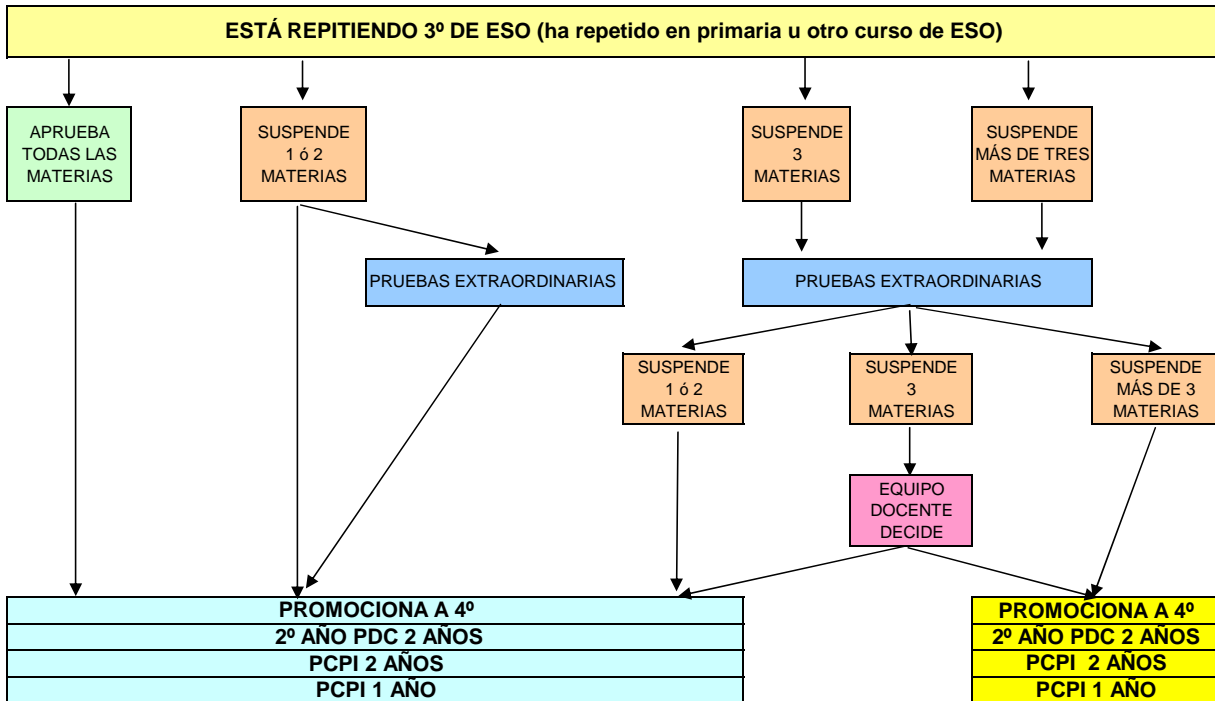 ESTÁ REPITIENDO 3º DE ESO (ha repetido en primaria u otro curso de ESO)
APRUEBA
TODAS LAS
MATERIAS
SUSPENDE
1 ó 2
MATERIAS
SUSPENDE
3
MATERIAS
SUSPENDE
MÁS DE TRES
MATERIAS
PRUEBAS EXTRAORDINARIAS
PRUEBAS EXTRAORDINARIAS
SUSPENDE
1 ó 2
MATERIAS
SUSPENDE
3
MATERIAS
SUSPENDE
MÁS DE 3
MATERIAS
EQUIPO
DOCENTE
DECIDE
PROMOCIONA A 4º
2º AÑO PDC 2 AÑOS
PCPI 2 AÑOS
PCPI 1 AÑO
PROMOCIONA A 4º
2º AÑO PDC 2 AÑOS
PCPI 2 AÑOS
PCPI 1 AÑO